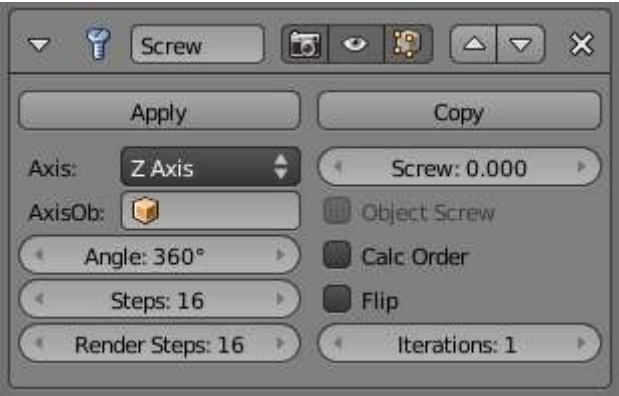 Screw
Apply Copy
Axis: Z Axis Screw: 0.000
AxisOb: Object Screw
Angle: 360° Calc Order
Steps: 16 Flip
Render Steps: 16 Iterations: 1